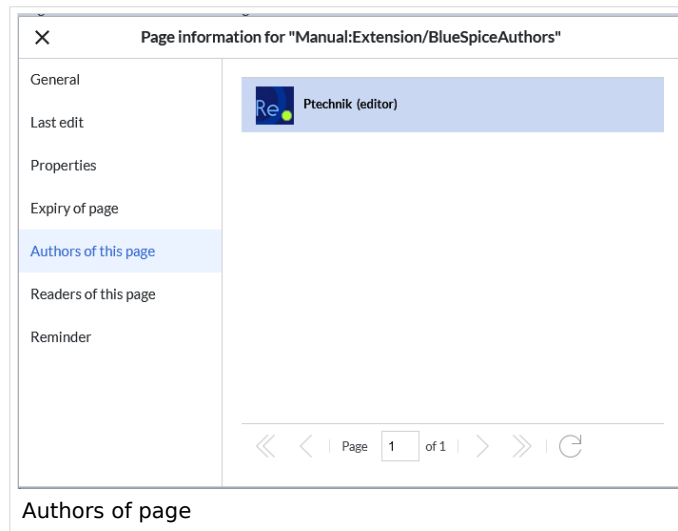 Page information for "Manual:Extension/BlueSpiceAuthors"
General
Last edit
Properties
Expiry of page
Authors of this page
Readers of this page
Reminder
Re
Ptechnik (editor)
Page 1 of 1
Authors of page